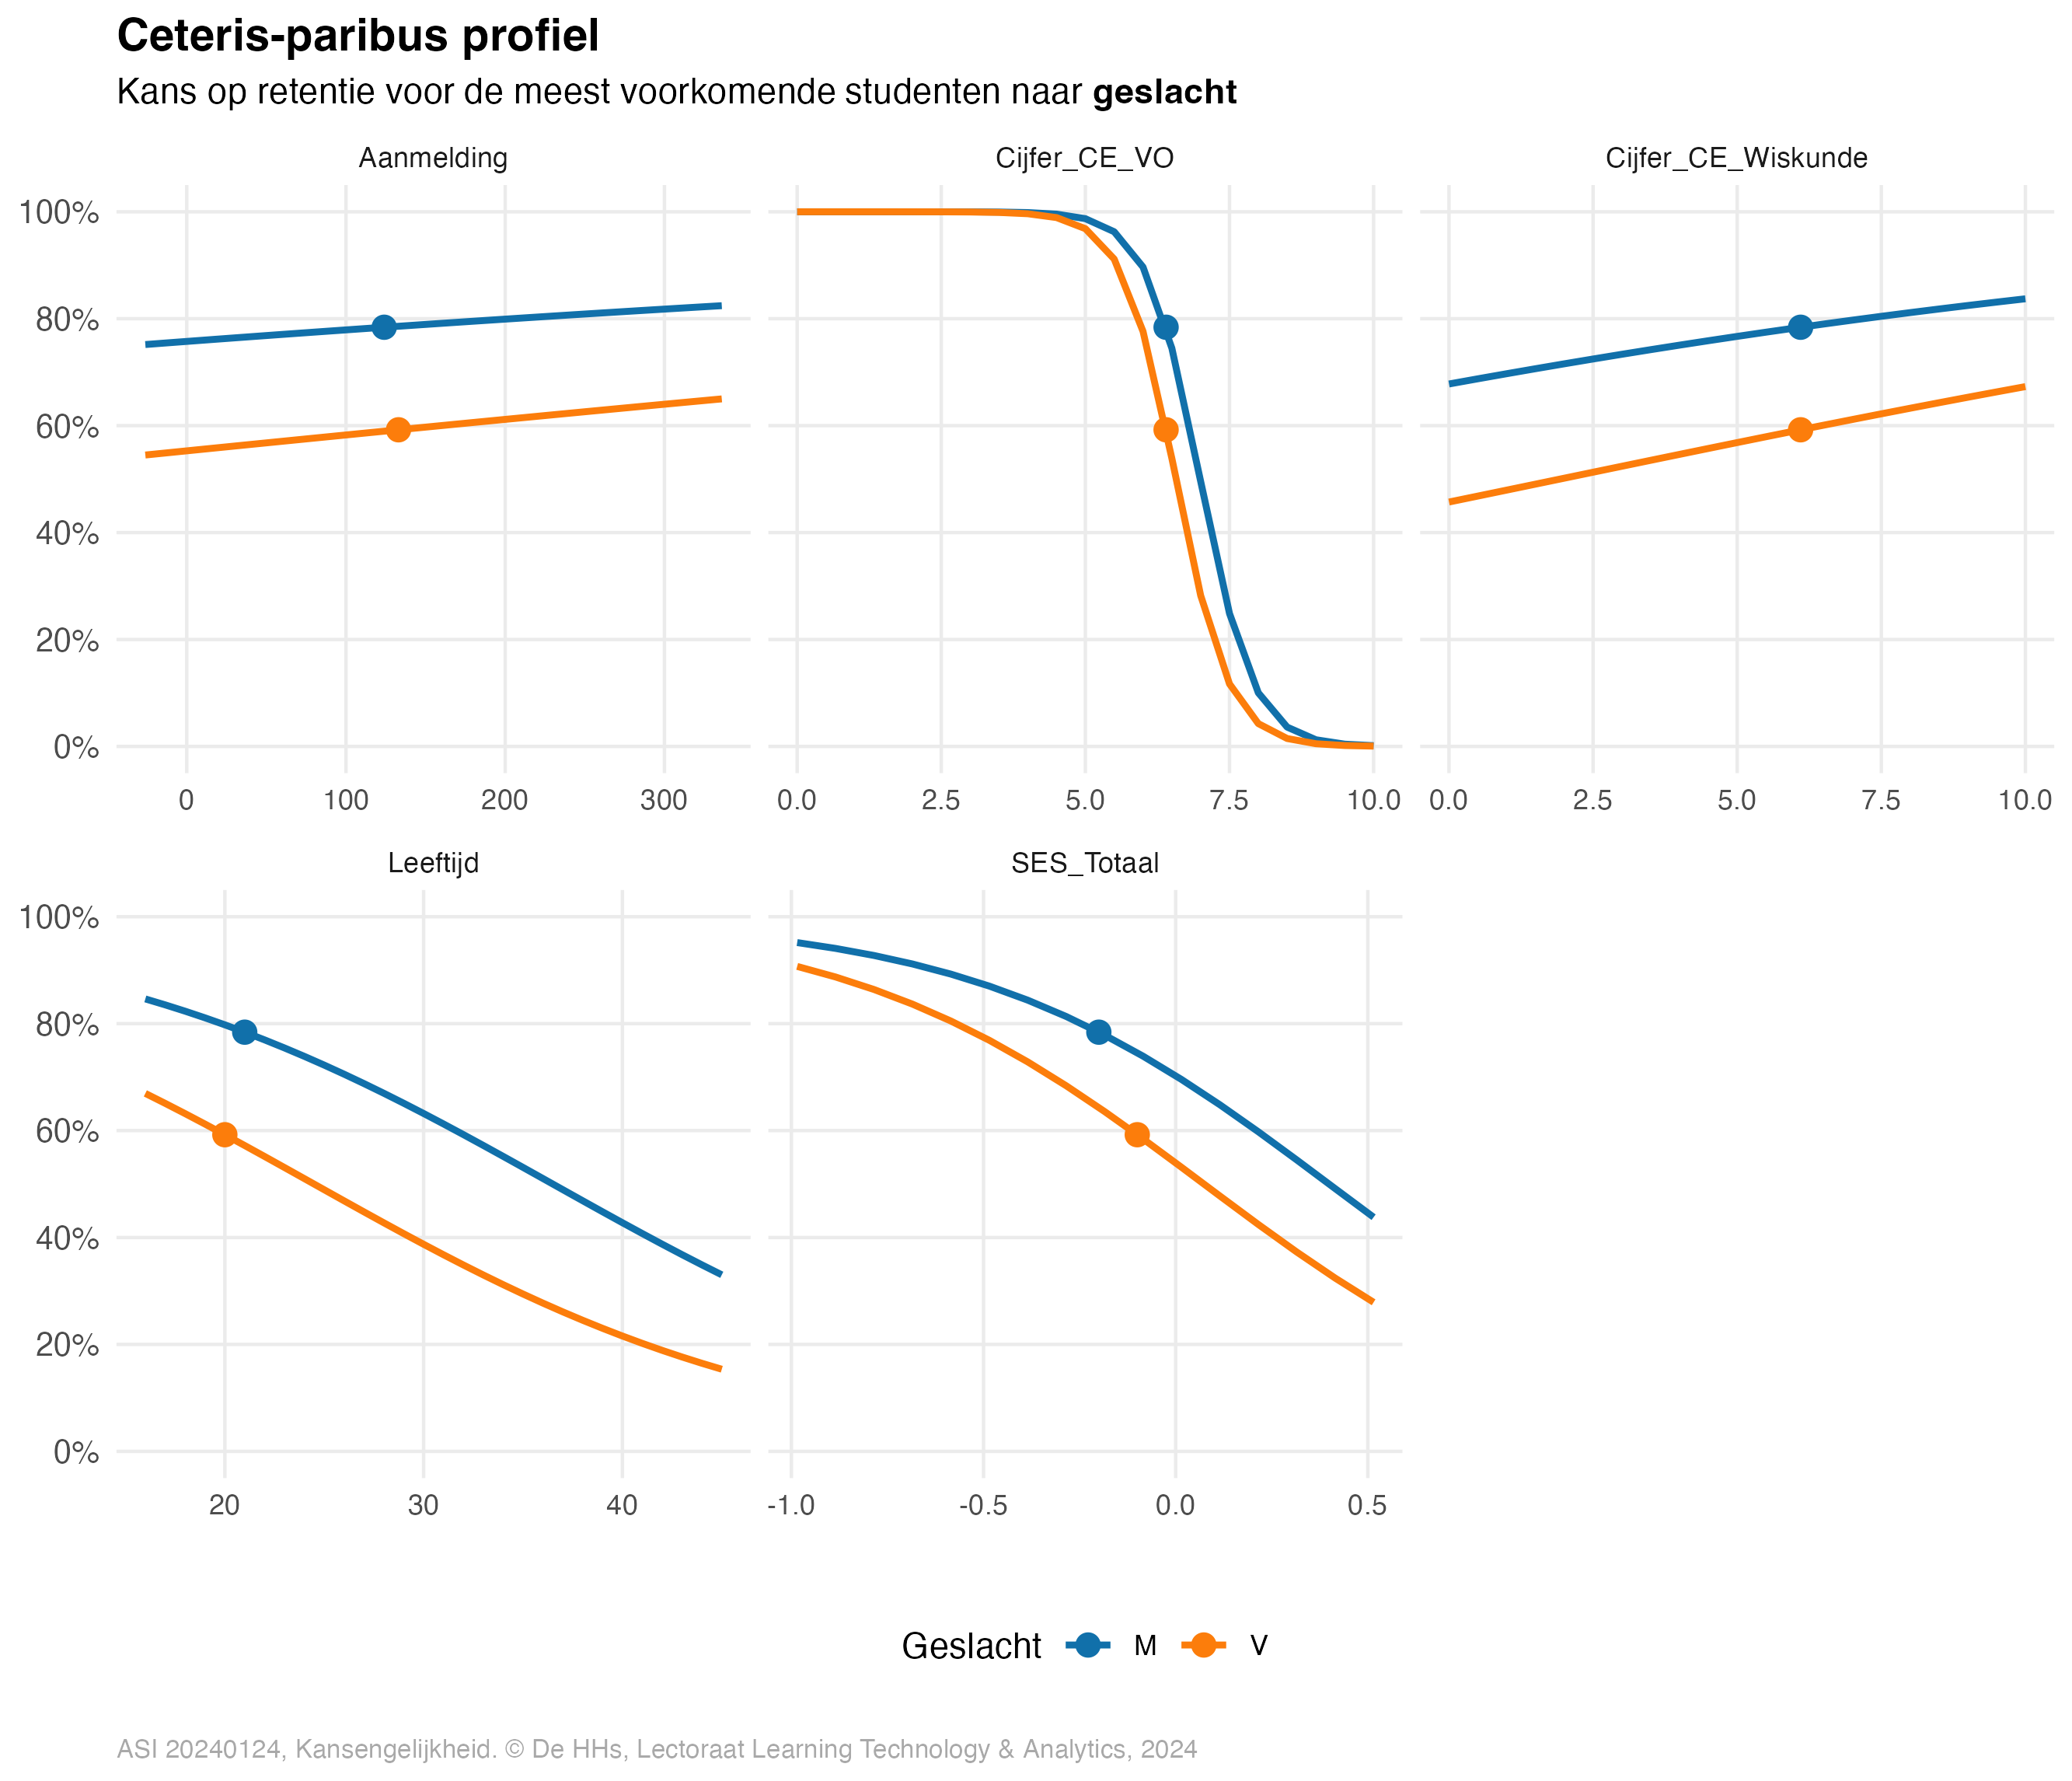 Ceteris-paribus profiel
Kans op retentie voor de meest voorkomende studenten naar geslacht
Aanmelding
Cijfer_CE_VO
Cijfer_CE_Wiskunde
100%
80%
60%
40%
20%
0%
0 100 200 300
0.0 2.5 5.0 7.5 10.0
0.0 2.5 5.0 7.5 10.0
Leeftijd
SES_Totaal
100%
80%
60%
40%
20%
0%
20 30 40
-1.0 -0.5 0.0 0.5
Geslacht M V
ASI 20240124, Kansengelijkheid. © De HHs, Lectoraat Learning Technology & Analytics, 2024